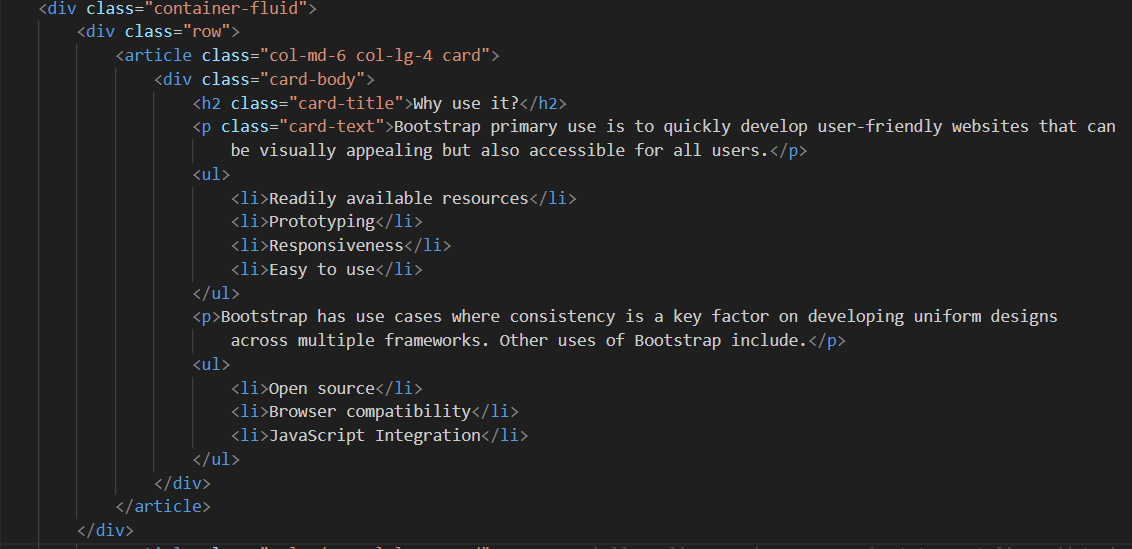 <div class="container-fluid">
<div class="row">
<article class="col-md-6 col-lg-4 card">
<div class="card-body">
<h2 class="card-title">Why use it?</h2>
<p class="card-text">Bootstrap primary use is to quickly develop user-friendly websites that can
be visually appealing but also accessible for all users.</p>
<ul>
<li>Readily available resources</li>
<li>Prototyping</li>
<li>Responsiveness</li>
<li>Easy to use</li>
</ul>
<p>Bootstrap has use cases where consistency is a key factor on developing uniform designs
across multiple frameworks. Other uses of Bootstrap include.</p>
<ul>
<li>Open source</li>
<li>Browser compatibility</li>
<li>JavaScript Integration</li>
</ul>
</div>
</article>
</div>